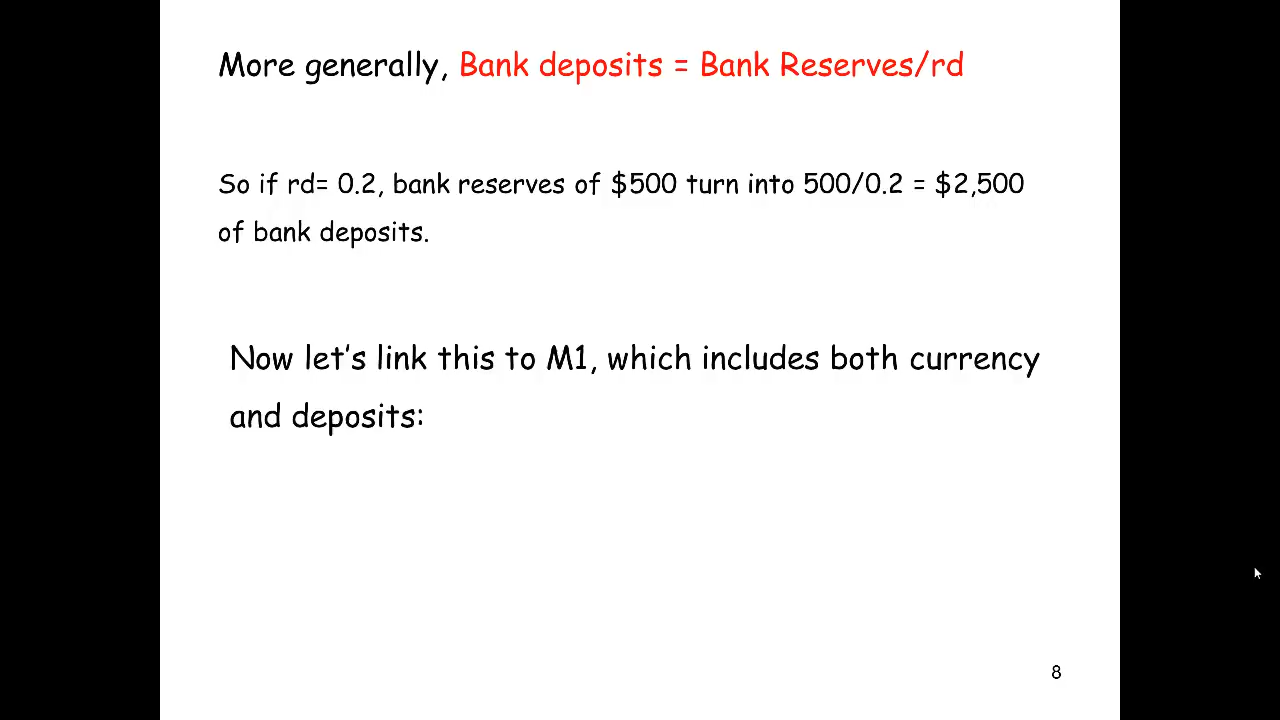 More generally, Bank deposits = Bank Reserves/rd
So if rd= 0.2, bank reserves of $500 turn into 500/0.2 = $2,500
of bank deposits.
Now let's link this to M1, which includes both currency
and deposits:
8